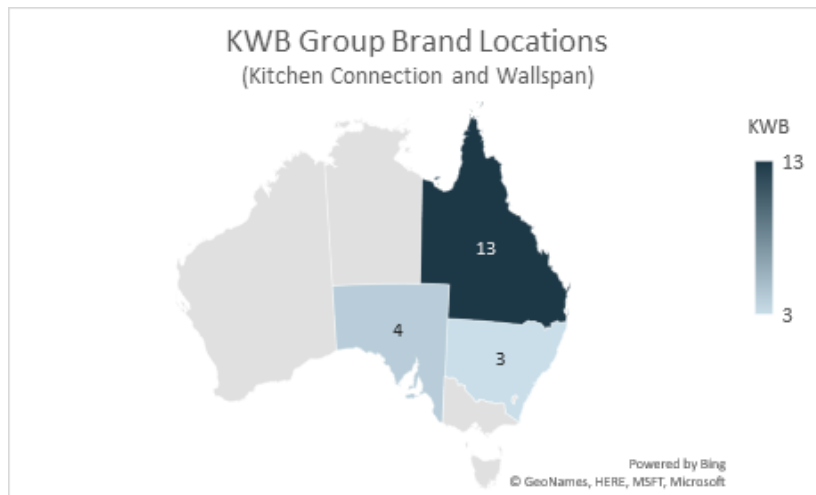 KWB Group Brand Locations
(Kitchen Connection and Wallspan)
KWB
13
3
13
4
3
Powered by Bing
© GeoNames, HERE, MSFT, Microsoft